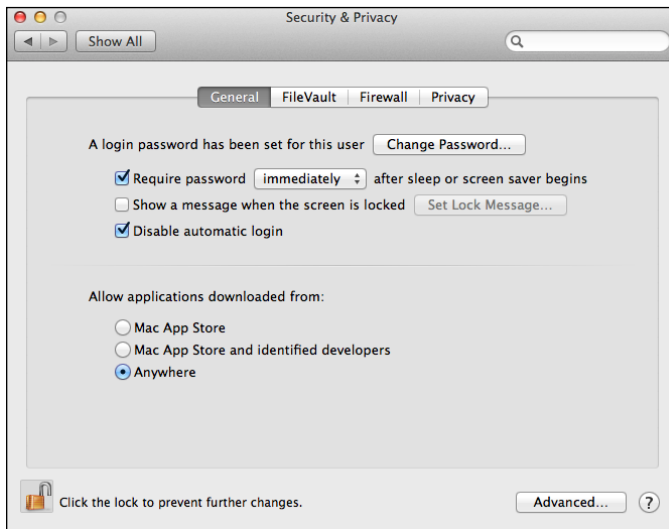 Security & Privacy
Show All
General FileVault Firewall Privacy
A login password has been set for this user Change Password...
Require password immediately after sleep or screen saver begins
Show a message when the screen is locked Set Lock Message...
Disable automatic login
Allow applications downloaded from:
Mac App Store
Mac App Store and identified developers
Anywhere
Click the lock to prevent further changes. Advanced... ?